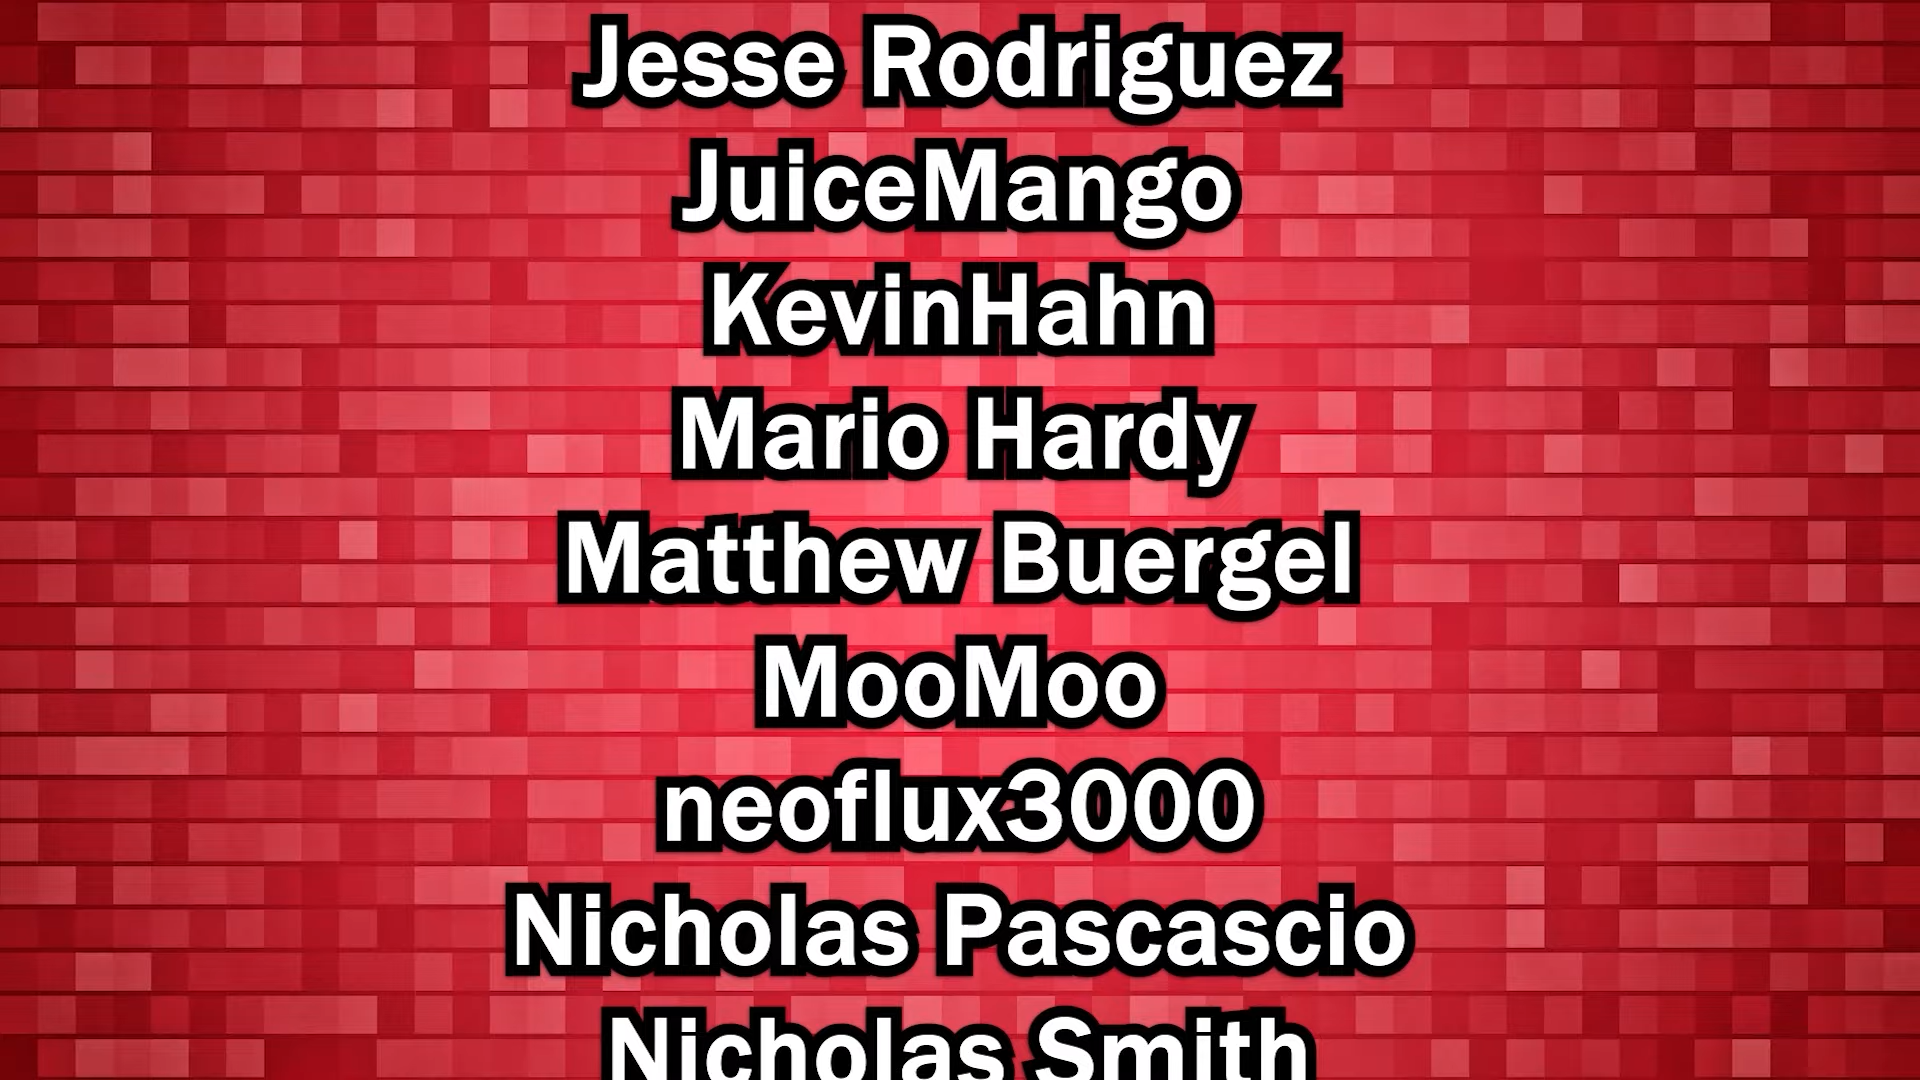 Jesse Rodriguez
JuiceMango
KevinHahn
Mario Hardy
Matthew Buergel
MooMoo
neoflux3000
Nicholas Pascascio
Nicholas Smith